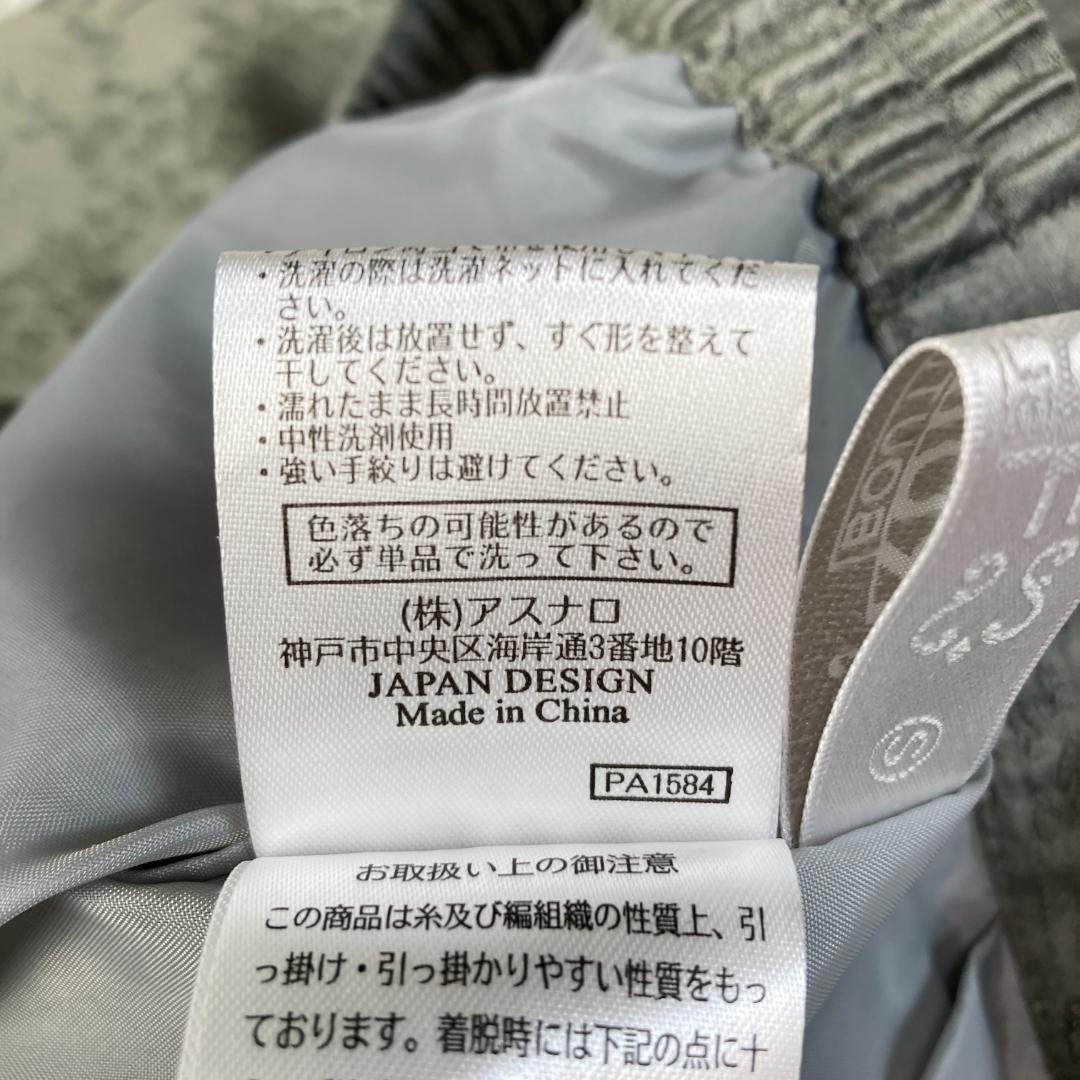 ・洗濯の際は洗濯ネットに入れてくだ
さい。
・洗濯後は放置せず、すぐ形を整えて
干してください。
・濡れたまま長時間放置禁止
・中性洗剤使用
・強い手絞りは避けてください。
色落ちの可能性があるので
必ず単品で洗って下さい。
(株)アスナロ
神戸市中央区海岸通3番地10階
JAPAN DESIGN
Made in China
PA1584
お取扱い上の御注意
この商品は糸及び編組織の性質上、引
っ掛け・引っ掛かりやすい性質をもっ
ております。着脱時には下記の点に十
S